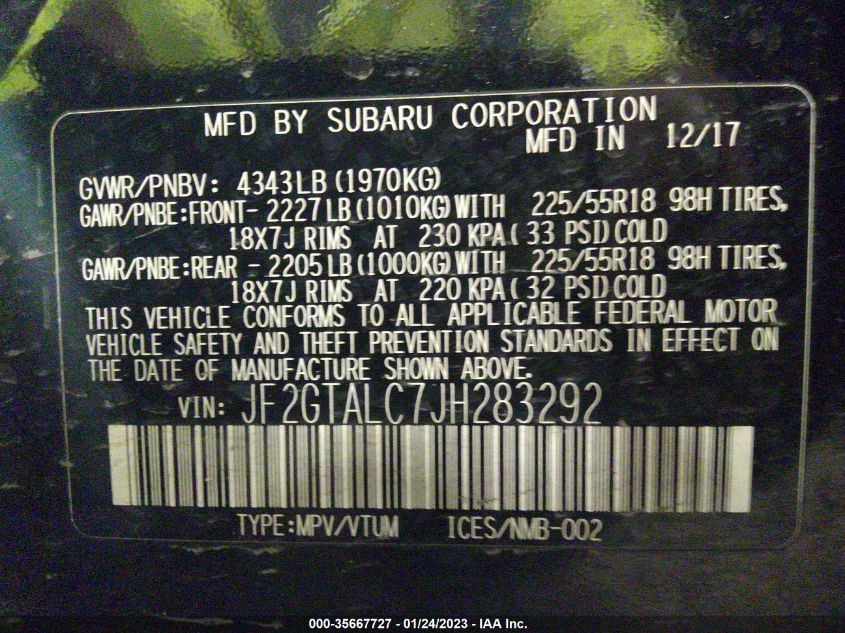 MFD BY SUBARU CORPORATION
MFD IN 12/17
GVWR/PNBV: 4343LB (1970KG)
GAWR/PNBE:FRONT- 2227LB (1010KG) WITH 225/55R18 98H TIRES,
18X7J RIMS AT 230 KPA( 33 PSI) COLD
GAWR/PNBE:REAR - 2205LB (1000KG) WITH 225/55R18 98H TIRES,
18X7J RIMS AT 220 KPA( 32 PSI) COLD
THIS VEHICLE CONFORMS TO ALL APPLICABLE FEDERAL MOTOR
VEHICLE SAFETY AND THEFT PREVENTION STANDARDS IN EFFECT ON
THE DATE OF MANUFACTURE SHOWN ABOVE.
VIN: JF2GTALC7JH283292
TYPE:MPV/VTUM ICES/NMB-002
000-35667727 - 01/24/2023 - IAA Inc.